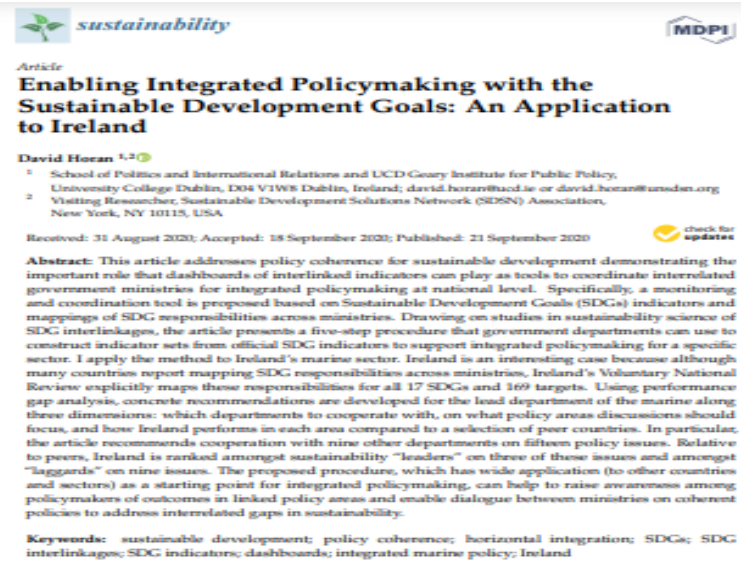 sustainability
MDPI
Article
Enabling Integrated Policymaking with the
Sustainable Development Goals: An Application
to Ireland
David Horan 1,2
1 School of Politics and International Relations and UCD Geary Institute for Public Policy,
University College Dublin, D04 V1W8 Dublin, Ireland; david.horan@ucd.ie or david.horan@unsdsn.org
2 Visiting Researcher, Sustainable Development Solutions Network (SDSN) Association,
New York, NY 10115, USA
Received: 31 August 2020; Accepted: 18 September 2020; Published: 21 September 2020
check for
updates
Abstract: This article addresses policy coherence for sustainable development demonstrating the
important role that dashboards of interlinked indicators can play as tools to coordinate interrelated
government ministries for integrated policymaking at national level. Specifically, a monitoring
and coordination tool is proposed based on Sustainable Development Goals (SDGs) indicators and
mappings of SDG responsibilities across ministries. Drawing on studies in sustainability science of
SDG interlinkages, the article presents a five-step procedure that government departments can use to
construct indicator sets from official SDG indicators to support integrated policymaking for a specific
sector. I apply the method to Ireland's marine sector. Ireland is an interesting case because although
many countries report mapping SDG responsibilities across ministries, Ireland's Voluntary National
Review explicitly maps these responsibilities for all 17 SDGs and 169 targets. Using performance
gap analysis, concrete recommendations are developed for the lead department of the marine along
three dimensions: which departments to cooperate with, on what policy areas discussions should
focus, and how Ireland performs in each area compared to a selection of peer countries. In particular,
the article recommends cooperation with nine other departments on fifteen policy issues. Relative
to peers, Ireland is ranked amongst sustainability "leaders" on three of these issues and amongst
"laggards" on nine issues. The proposed procedure, which has wide application (to other countries
and sectors) as a starting point for integrated policymaking, can help to raise awareness among
policymakers of outcomes in linked policy areas and enable dialogue between ministries on coherent
policies to address interrelated gaps in sustainability.
Keywords: sustainable development; policy coherence; horizontal integration; SDGs; SDG
interlinkages; SDG indicators; dashboards; integrated marine policy; Ireland